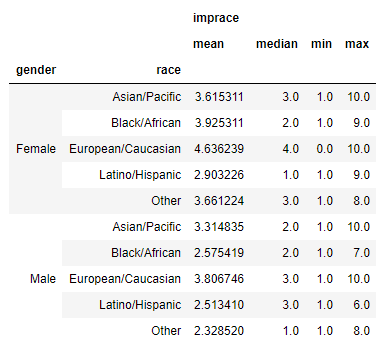 imprace
mean median min max
gender race
Asian/Pacific 3.615311 3.0 1.0 10.0
Black/African 3.925311 2.0 1.0 9.0
Female European/Caucasian 4.636239 4.0 0.0 10.0
Latino/Hispanic 2.903226 1.0 1.0 9.0
Other 3.661224 3.0 1.0 8.0
Asian/Pacific 3.314835 2.0 1.0 10.0
Black/African 2.575419 2.0 1.0 7.0
Male European/Caucasian 3.806746 3.0 1.0 10.0
Latino/Hispanic 2.513410 3.0 1.0 6.0
Other 2.328520 1.0 1.0 8.0